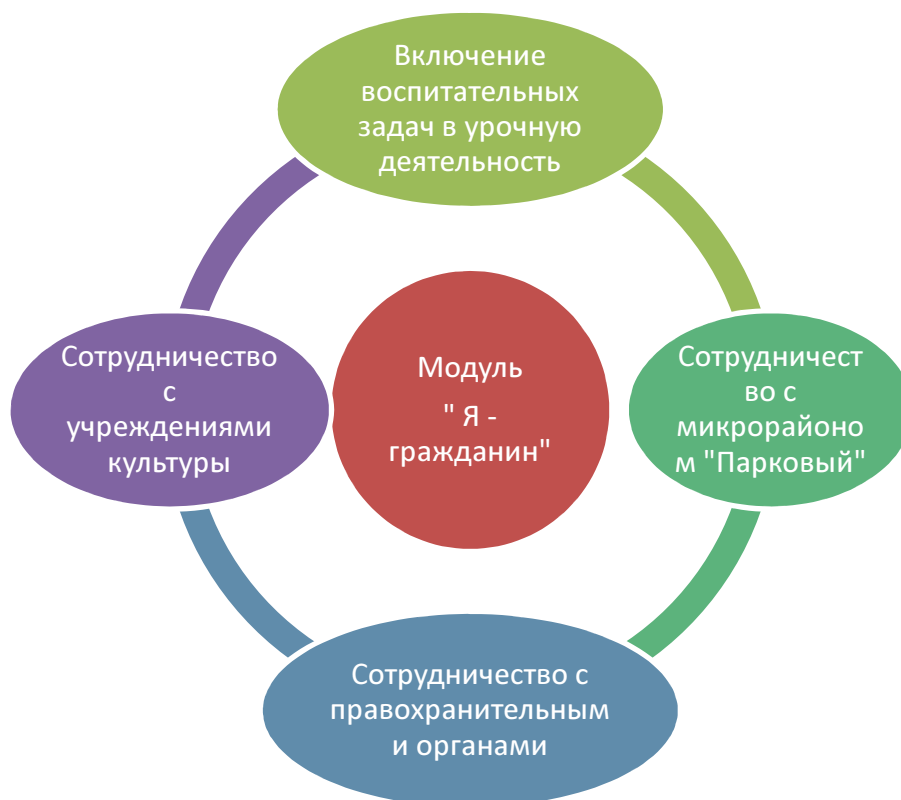 Включение
воспитательных
задач в урочную
деятельность
Сотрудничество
с
учреждениями
культуры
Модуль
" Я -
гражданин"
Сотрудничест
во с
микрорайоно
м "Парковый"
Сотрудничество с
правохранительным
и органами